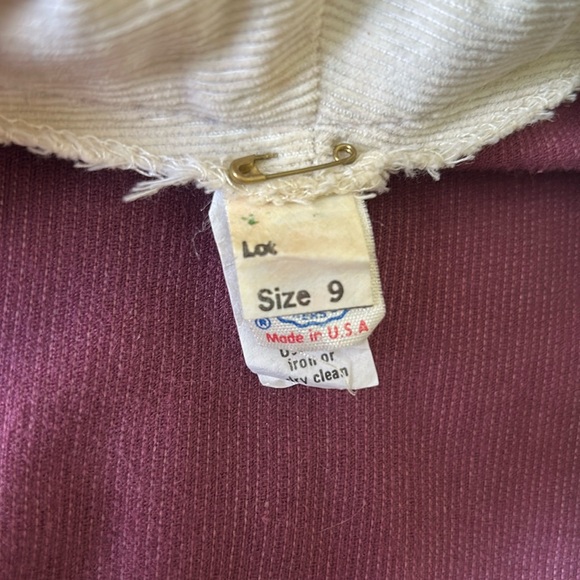 Lot
Size 9
®
Made in U.S.A
iron or
dry clean